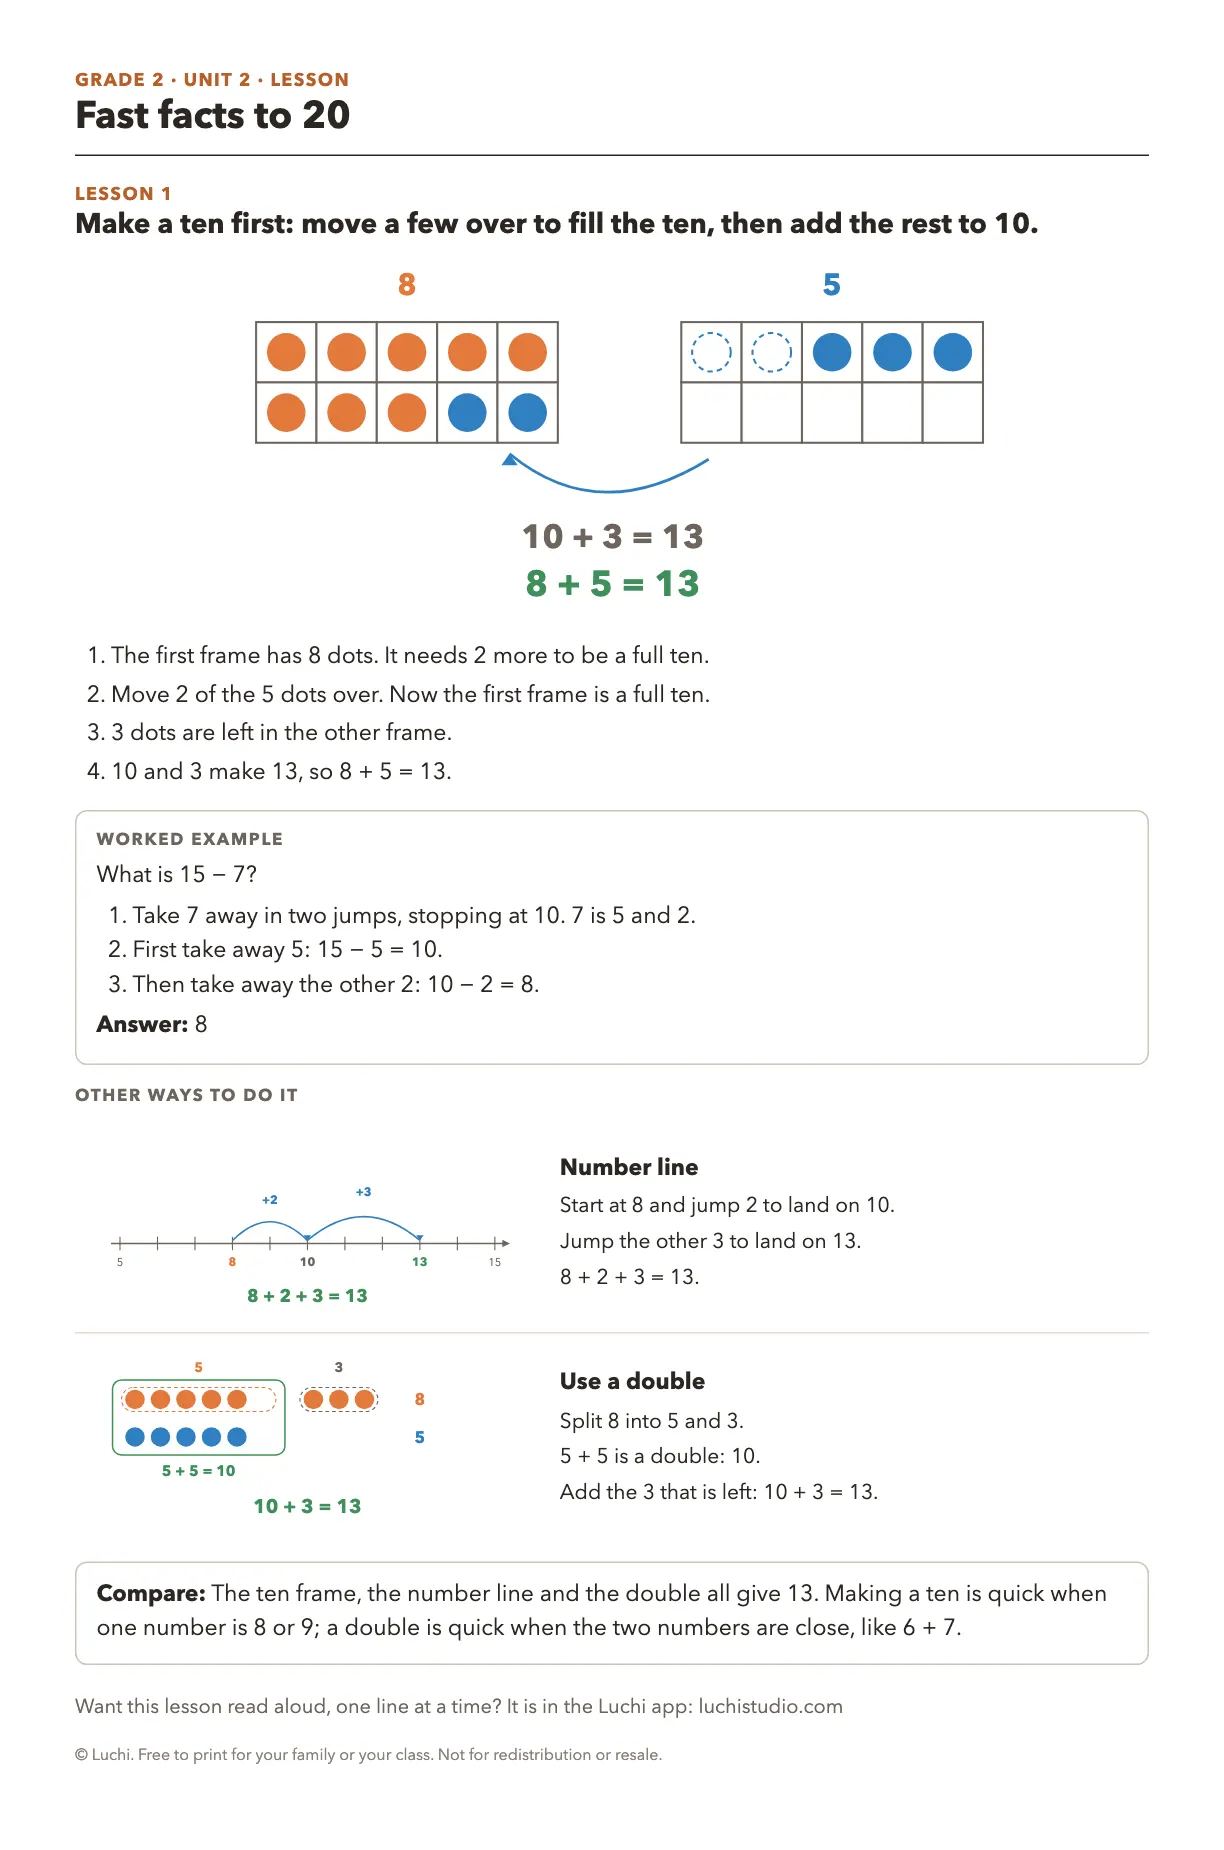 GRADE 2 · UNIT 2 · LESSON
Fast facts to 20
LESSON 1
Make a ten first: move a few over to fill the ten, then add the rest to 10.
8
5
10 + 3 = 13
8 + 5 = 13
1. The first frame has 8 dots. It needs 2 more to be a full ten.
2. Move 2 of the 5 dots over. Now the first frame is a full ten.
3. 3 dots are left in the other frame.
4. 10 and 3 make 13, so 8 + 5 = 13.
WORKED EXAMPLE
What is 15 − 7?
1. Take 7 away in two jumps, stopping at 10. 7 is 5 and 2.
2. First take away 5: 15 − 5 = 10.
3. Then take away the other 2: 10 − 2 = 8.
Answer: 8
OTHER WAYS TO DO IT
+2
+3
5 8 10 13 15
8 + 2 + 3 = 13
Number line
Start at 8 and jump 2 to land on 10.
Jump the other 3 to land on 13.
8 + 2 + 3 = 13.
5
3
8
5
5 + 5 = 10
10 + 3 = 13
Use a double
Split 8 into 5 and 3.
5 + 5 is a double: 10.
Add the 3 that is left: 10 + 3 = 13.
Compare: The ten frame, the number line and the double all give 13. Making a ten is quick when
one number is 8 or 9; a double is quick when the two numbers are close, like 6 + 7.
Want this lesson read aloud, one line at a time? It is in the Luchi app: luchistudio.com
© Luchi. Free to print for your family or your class. Not for redistribution or resale.